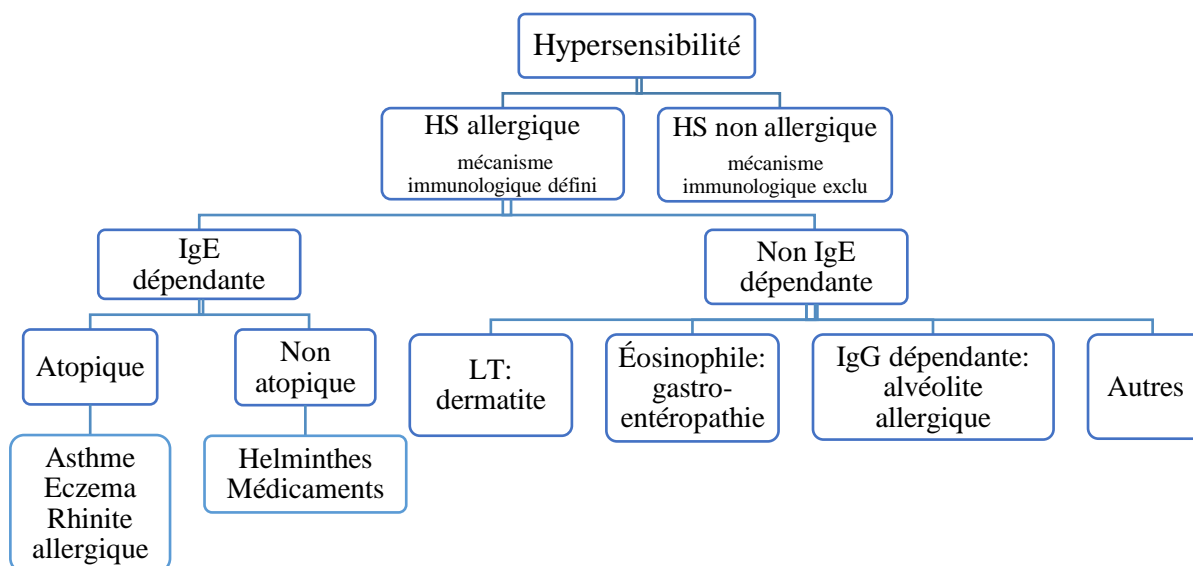 Hypersensibilité
HS allergique
mécanisme
immunologique défini
HS non allergique
mécanisme
immunologique exclu
IgE
dépendante
Non IgE
dépendante
Atopique
Non
atopique
LT:
dermatite
Éosinophile:
gastro-
entéropathie
IgG dépendante:
alvéolite
allergique
Autres
Asthme
Eczema
Rhinite
allergique
Helminthes
Médicaments